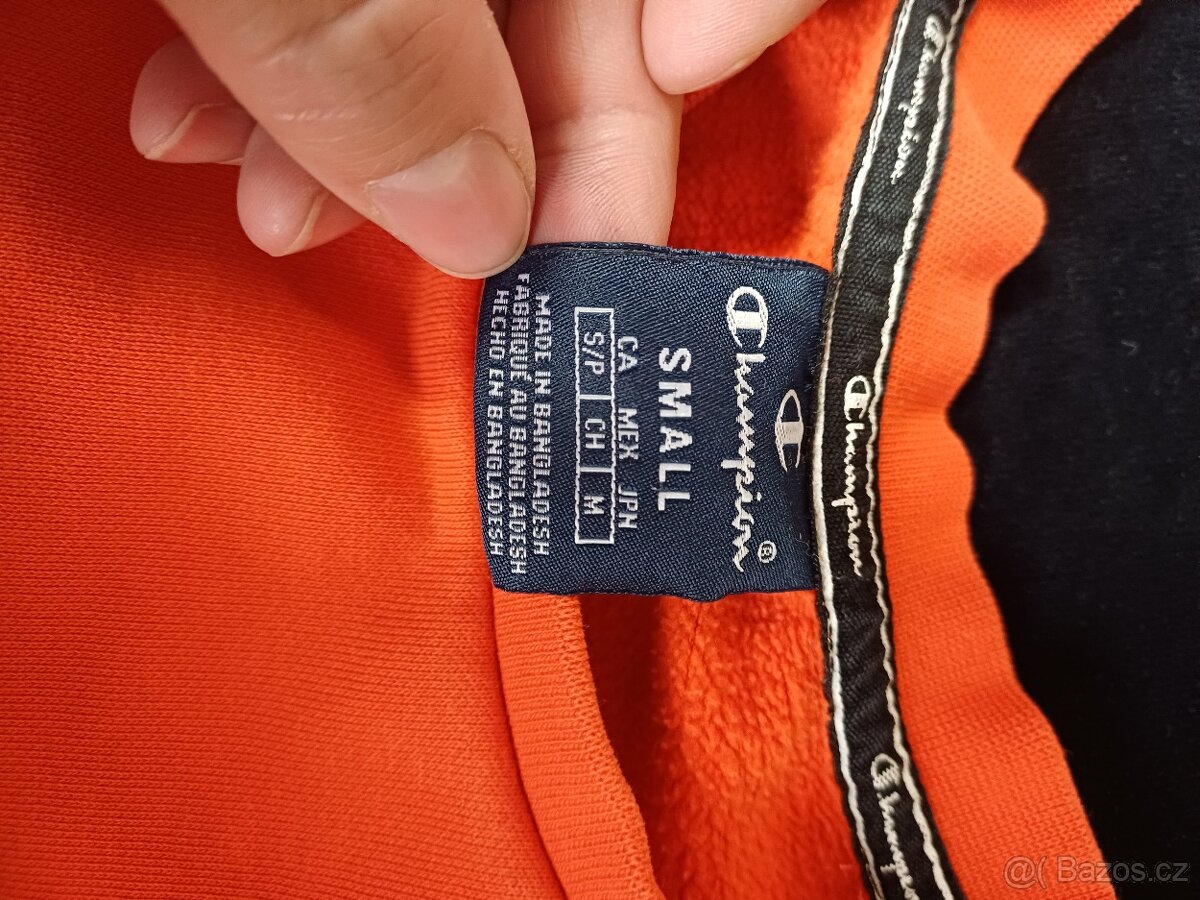 Champion
Champion®
SMALL
CA MEX JPN
S/P CH M
MADE IN BANGLADESH
FABRIQUÉ AU BANGLADESH
HECHO EN BANGLADESH
Champion
Champion
@( Bazos.cz